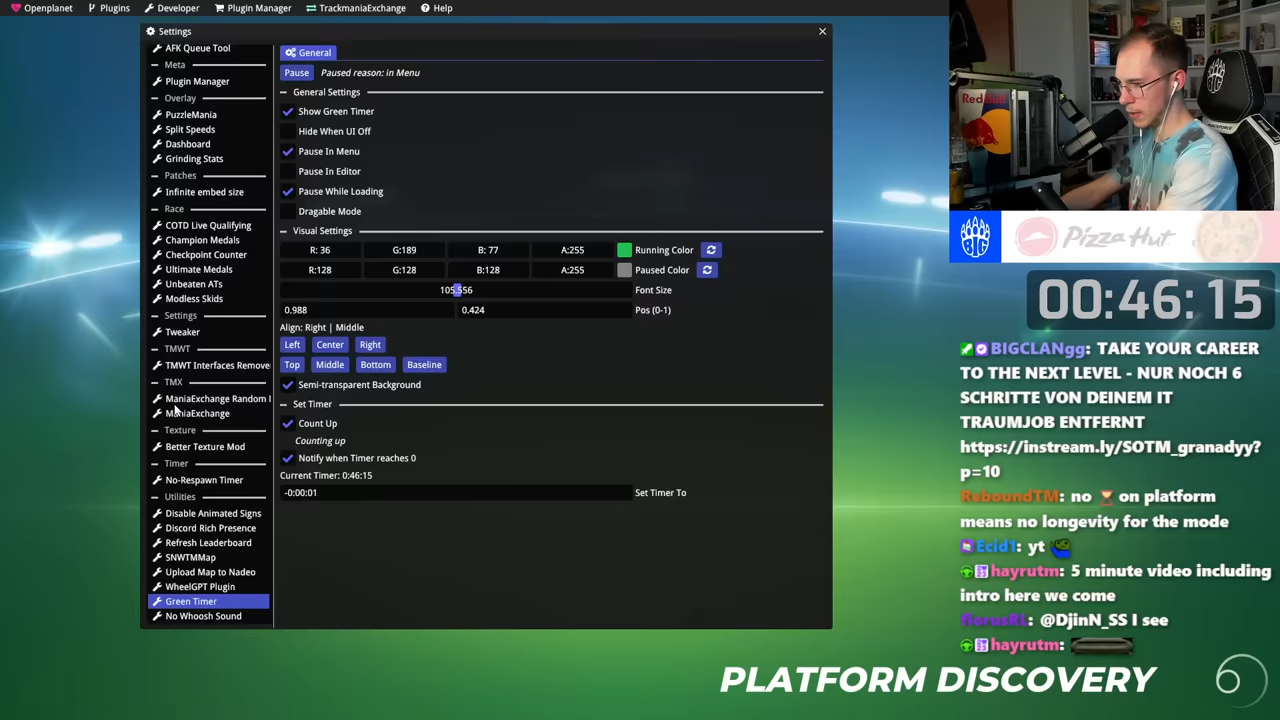 Openplanet Plugins Developer Plugin Manager TrackmaniaExchange Help
Settings
AFK Queue Tool
Meta
Plugin Manager
Overlay
PuzzleMania
Split Speeds
Dashboard
Grinding Stats
Patches
Infinite embed size
Race
COTD Live Qualifying
Champion Medals
Checkpoint Counter
Ultimate Medals
Unbeaten ATs
Modless Skids
Settings
Tweaker
TMWT
TMWT Interfaces Remove
TMX
ManiaExchange Random
ManiaExchange
Texture
Better Texture Mod
Timer
No-Respawn Timer
Utilities
Disable Animated Signs
Discord Rich Presence
Refresh Leaderboard
SNWTMMap
Upload Map to Nadeo
WheelGPT Plugin
Green Timer
No Whoosh Sound
General
Pause Paused reason: in Menu
General Settings
Show Green Timer
Hide When UI Off
Pause In Menu
Pause In Editor
Pause While Loading
Dragable Mode
Visual Settings
R: 36 G:189 B: 77 A:255 Running Color
R:128 G:128 B:128 A:255 Paused Color
105.556 Font Size
0.988 0.424 Pos (0-1)
Align: Right | Middle
Left Center Right
Top Middle Bottom Baseline
Semi-transparent Background
Set Timer
Count Up
Counting up
Notify when Timer reaches 0
Current Timer: 0:46:15
-0:00:01 Set Timer To
Red Bull
BIG
Pizza Hut
00:46:15
BIGCLANgg: TAKE YOUR CAREER
TO THE NEXT LEVEL - NUR NOCH 6
SCHRITTE VON DEINEM IT
TRAUMJOB ENTFERNT
https://instream.ly/SOTM_granadyy?
p=10
ReboundTM: no on platform
means no longevity for the mode
Ecid1: yt
hayrutm: 5 minute video including
intro here we come
florusRL: @DjinN_SS I see
hayrutm:
PLATFORM DISCOVERY